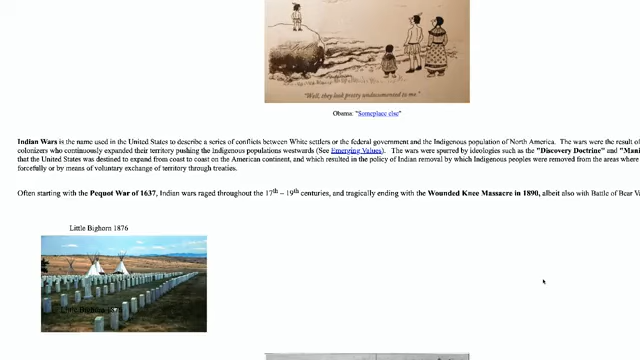 "Well, they look pretty undocumented to me."
Obama: "Someplace else"
Indian Wars is the name used in the United States to describe a series of conflicts between White settlers or the federal government and the Indigenous population of North America. The wars were the result of
colonizers who continuously expanded their territory pushing the Indigenous populations westwards (See Emerging Values). The wars were spurred by ideologies such as the "Discovery Doctrine" and "Mani
that the United States was destined to expand from coast to coast on the American continent, and which resulted in the policy of Indian removal by which Indigenous peoples were removed from the areas where
forcefully or by means of voluntary exchange of territory through treaties.
Often starting with the Pequot War of 1637, Indian wars raged throughout the 17th – 19th centuries, and tragically ending with the Wounded Knee Massacre in 1890, albeit also with Battle of Bear Va
Little Bighorn 1876
Little Bighorn 1876